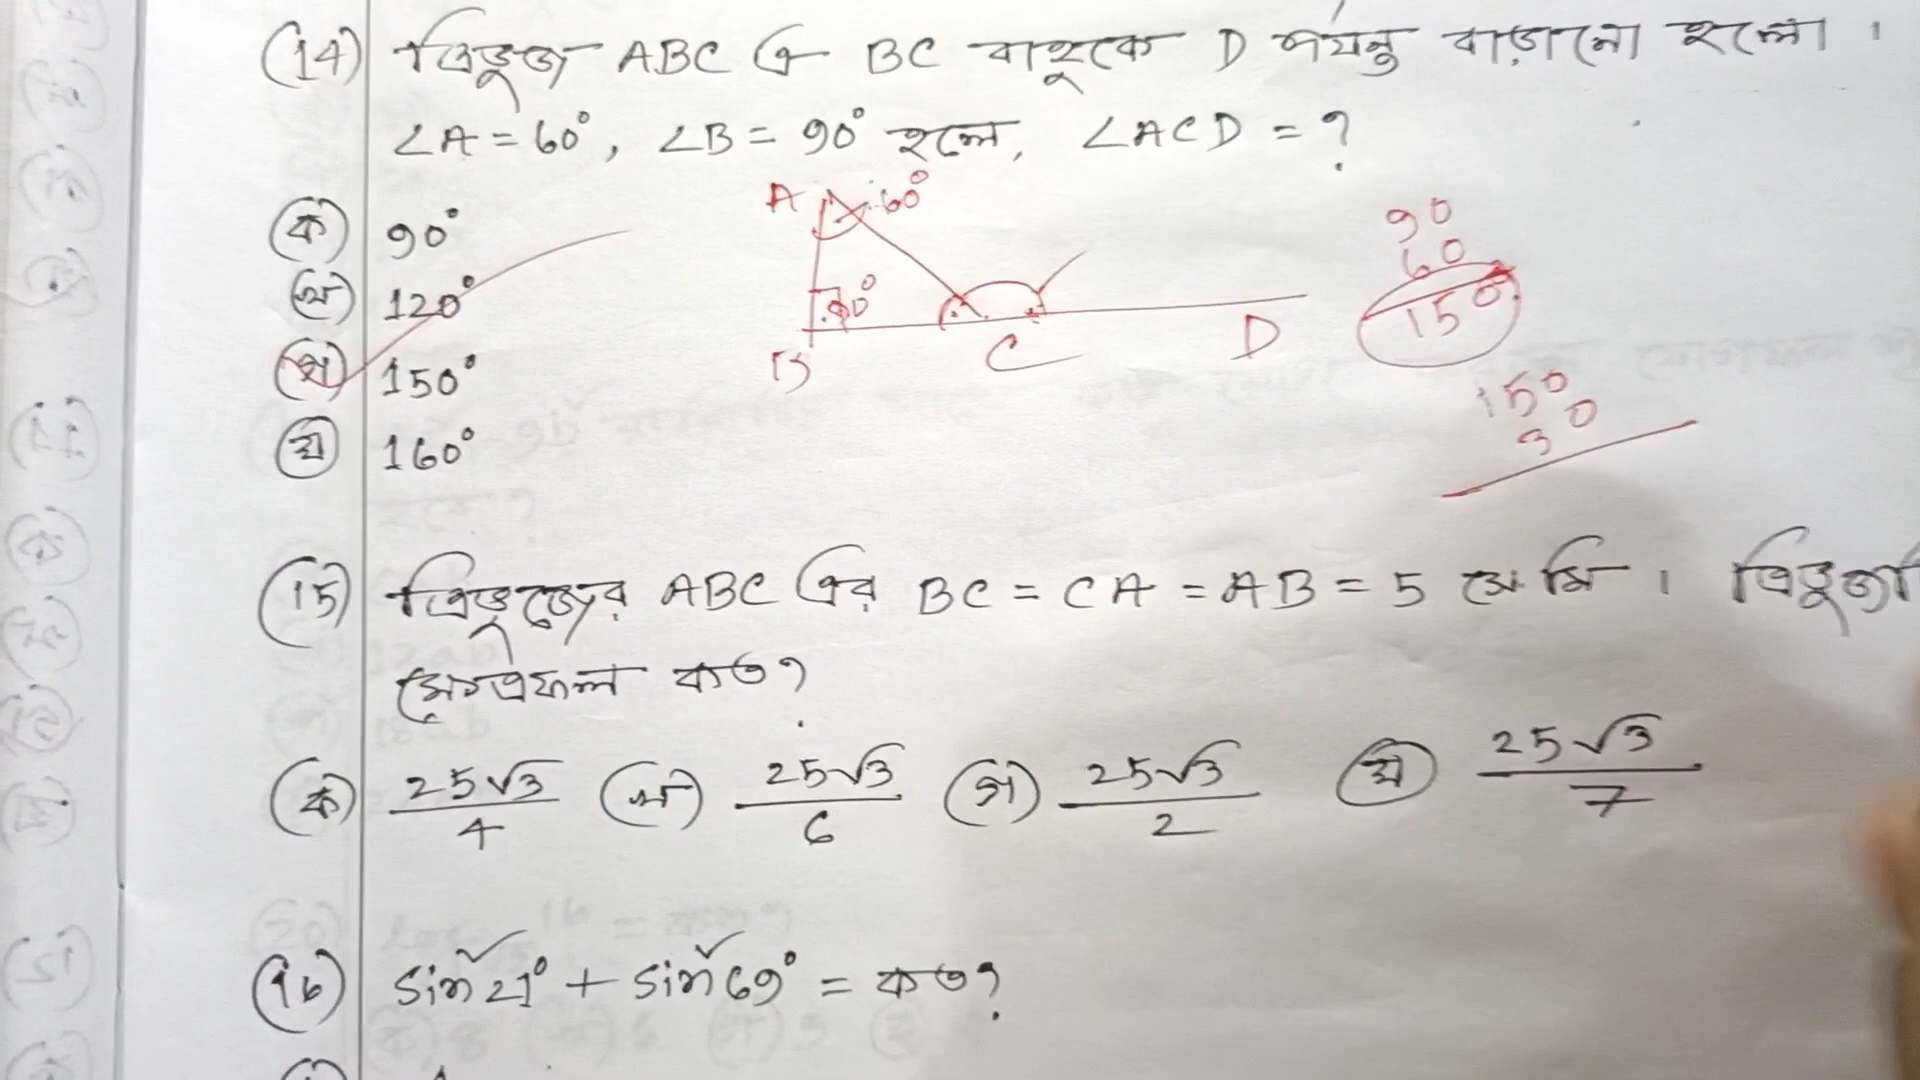 (14) ত্রিভুজ ABC এ BC বাহুকে D পর্যন্ত বাড়ানো হলো।
∠A = 60°, ∠B = 90° হলে, ∠ACD = ?
(ক) 90°
(খ) 120°
(গ) 150°
(ঘ) 160°
A 60°
90°
B C D
90
60
150
150
30
(15) ত্রিভুজের ABC এর BC = CA = AB = 5 সে মি। ত্রিভুজটি
ক্ষেত্রফল কত?
(ক) 25√3/4 (খ) 25√3/6 (গ) 25√3/2 (ঘ) 25√3/7
(16) sin²21° + sin²69° = কত?